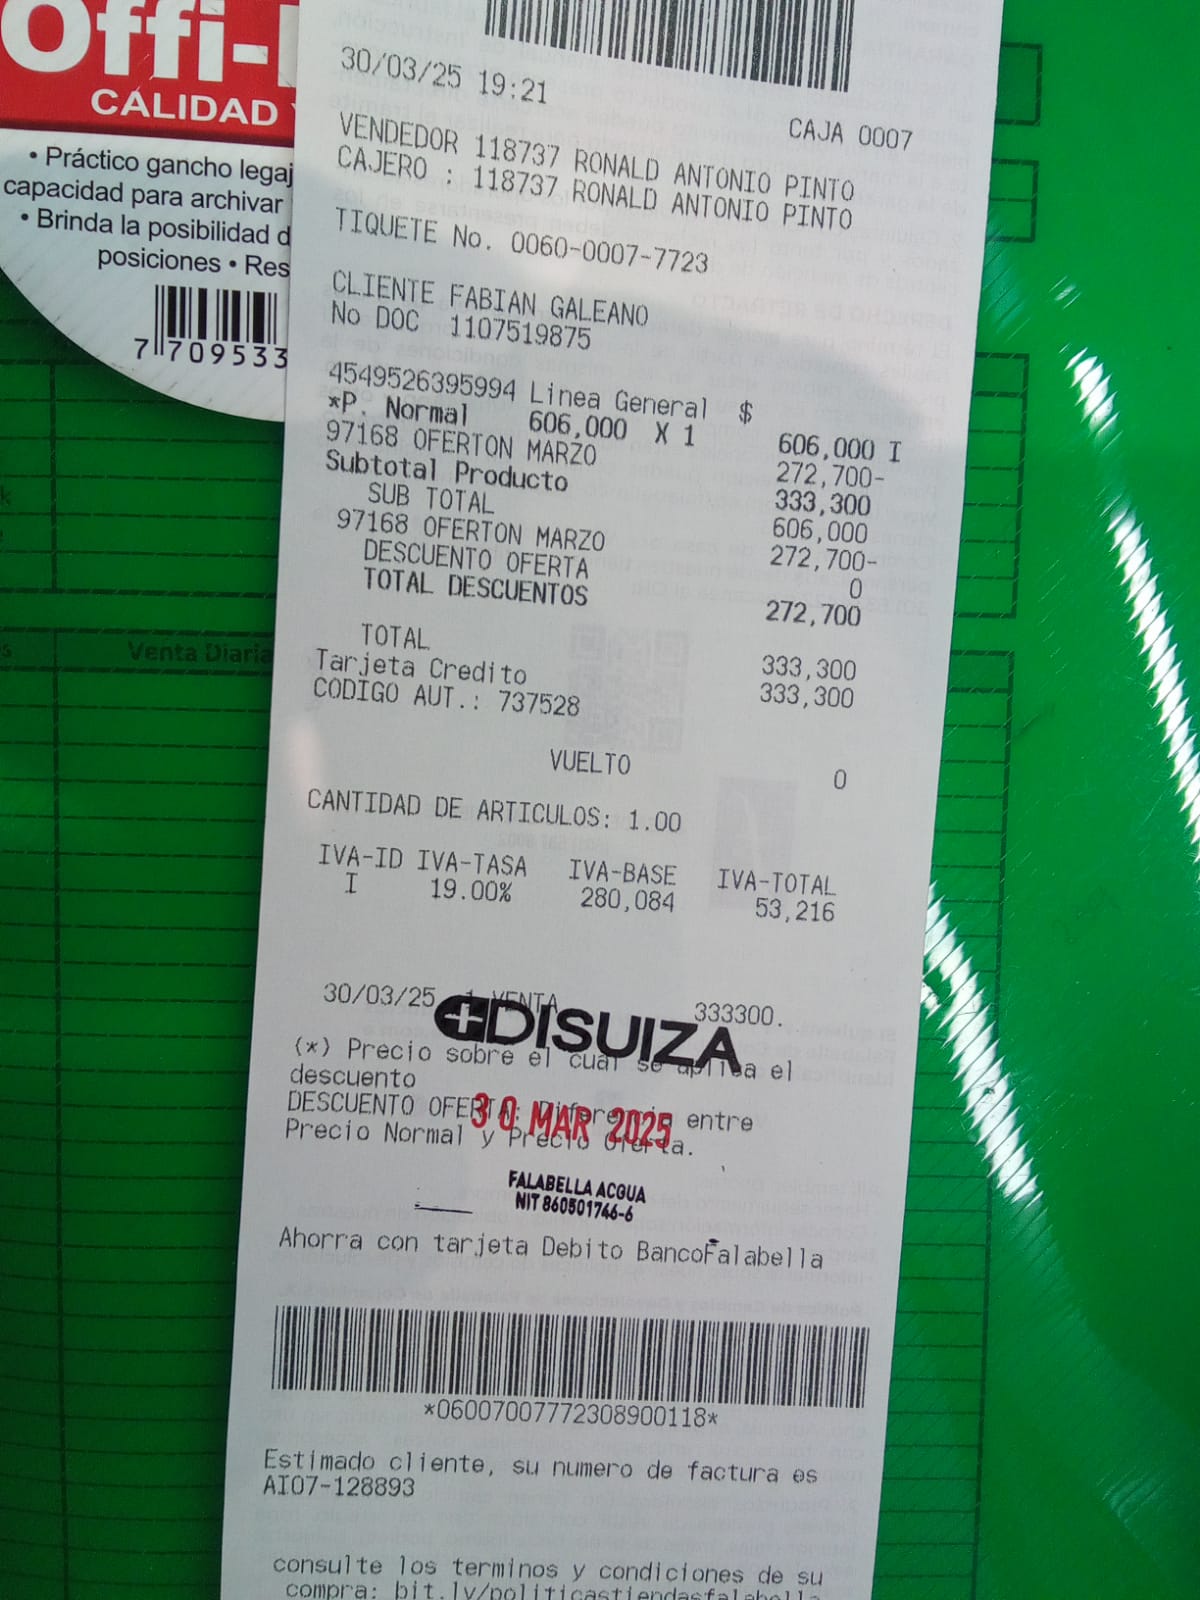 Offi-
CALIDAD
• Práctico gancho legaj
capacidad para archivar
• Brinda la posibilidad d
posiciones • Res
7 709533
Venta Diaria
30/03/25 19:21
CAJA 0007
VENDEDOR 118737 RONALD ANTONIO PINTO
CAJERO : 118737 RONALD ANTONIO PINTO
TIQUETE No. 0060-0007-7723
CLIENTE FABIAN GALEANO
No DOC 1107519875
4549526395994 Linea General $
*P. Normal 606,000 X 1 606,000 I
97168 OFERTON MARZO 272,700-
Subtotal Producto 333,300
SUB TOTAL 606,000
97168 OFERTON MARZO 272,700-
DESCUENTO OFERTA 0
TOTAL DESCUENTOS 272,700
TOTAL 333,300
Tarjeta Credito 333,300
CODIGO AUT.: 737528
VUELTO 0
CANTIDAD DE ARTICULOS: 1.00
IVA-ID IVA-TASA IVA-BASE IVA-TOTAL
I 19.00% 280,084 53,216
30/03/25 1 VENTA 333300.
DISUIZA
(*) Precio sobre el cual se aplica el
descuento
DESCUENTO OFERTA: Diferencia entre
30 MAR 2025
Precio Normal y Precio Oferta.
FALABELLA ACQUA
NIT 860501746-6
Ahorra con tarjeta Debito BancoFalabella
*06007007772308900118*
Estimado cliente, su numero de factura es
AI07-128893
consulte los terminos y condiciones de su
compra: bit.ly/politicastiendasfalabella